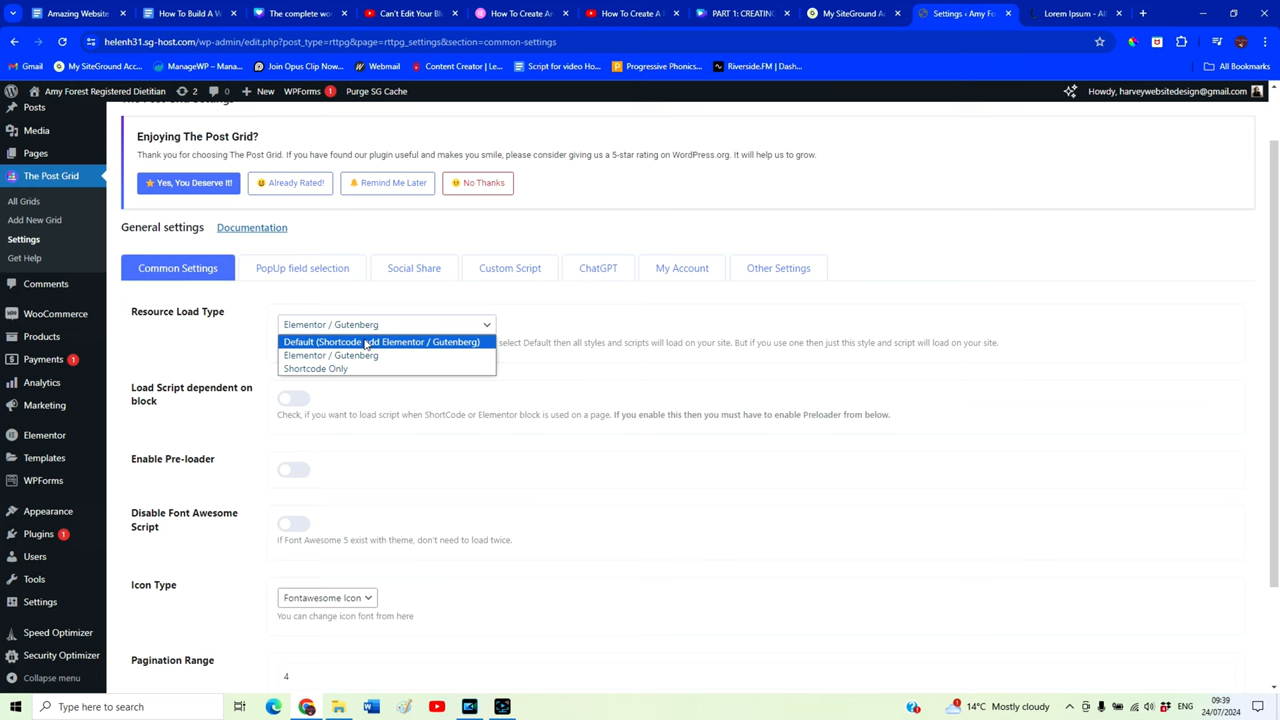 Amazing Website
How To Build A W
The complete wo
Can't Edit Your Bl
How To Create An
How To Create A
PART 1: CREATING
My SiteGround Ac
Settings ‹ Amy Fo
Lorem Ipsum - All
helenh31.sg-host.com/wp-admin/edit.php?post_type=rttpg&page=rttpg_settings&section=common-settings
Gmail
My SiteGround Acc...
ManageWP – Mana...
Join Opus Clip Now...
Webmail
Content Creator | Le...
Script for video Ho...
Progressive Phonics...
Riverside.FM | Dash...
All Bookmarks
Amy Forest Registered Dietitian
2
0
New
WPForms 1
Purge SG Cache
Howdy, harveywebsitedesign@gmail.com
Posts
Media
Pages
The Post Grid
All Grids
Add New Grid
Settings
Get Help
Comments
WooCommerce
Products
Payments 1
Analytics
Marketing
Elementor
Templates
WPForms
Appearance
Plugins 1
Users
Tools
Settings
Speed Optimizer
Security Optimizer
Collapse menu
The Post Grid Settings
Enjoying The Post Grid?
Thank you for choosing The Post Grid. If you have found our plugin useful and makes you smile, please consider giving us a 5-star rating on WordPress.org. It will help us to grow.
Yes, You Deserve It!
Already Rated!
Remind Me Later
No Thanks
General settings
Documentation
Common Settings
PopUp field selection
Social Share
Custom Script
ChatGPT
My Account
Other Settings
Resource Load Type
Elementor / Gutenberg
Default (Shortcode add Elementor / Gutenberg)
select Default then all styles and scripts will load on your site. But if you use one then just this style and script will load on your site.
Elementor / Gutenberg
Shortcode Only
Load Script dependent on
block
Check, if you want to load script when ShortCode or Elementor block is used on a page. If you enable this then you must have to enable Preloader from below.
Enable Pre-loader
Disable Font Awesome
Script
If Font Awesome 5 exist with theme, don't need to load twice.
Icon Type
Fontawesome Icon
You can change icon font from here
Pagination Range
4
Type here to search
14°C Mostly cloudy
ENG
09:39
24/07/2024